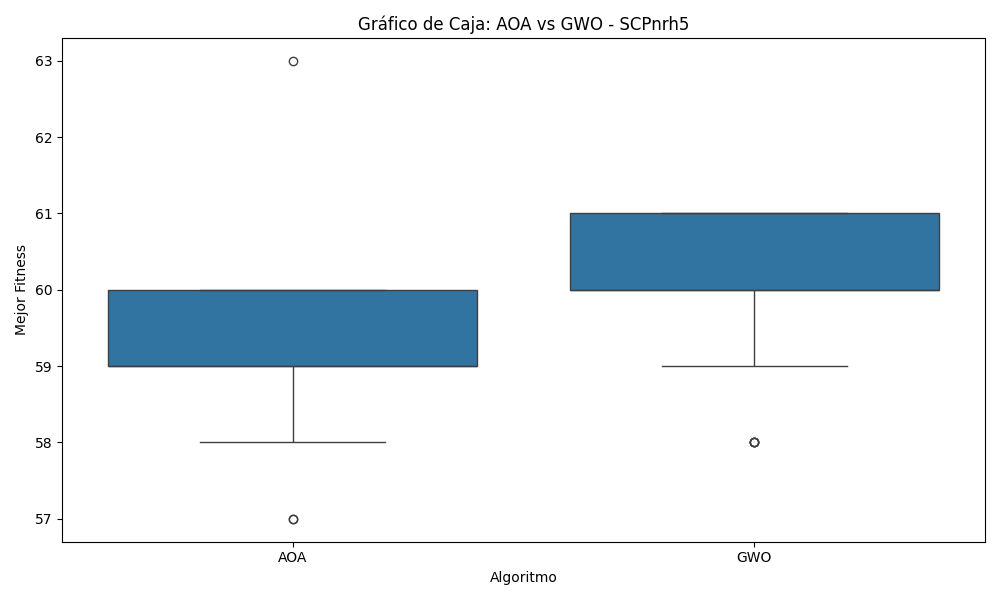 Gráfico de Caja: AOA vs GWO - SCPnrh5
Mejor Fitness
63
62
61
60
59
58
57
AOA
GWO
Algoritmo